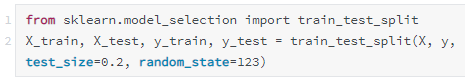 1 from sklearn.model_selection import train_test_split
2 X_train, X_test, y_train, y_test = train_test_split(X, y,
test_size=0.2, random_state=123)